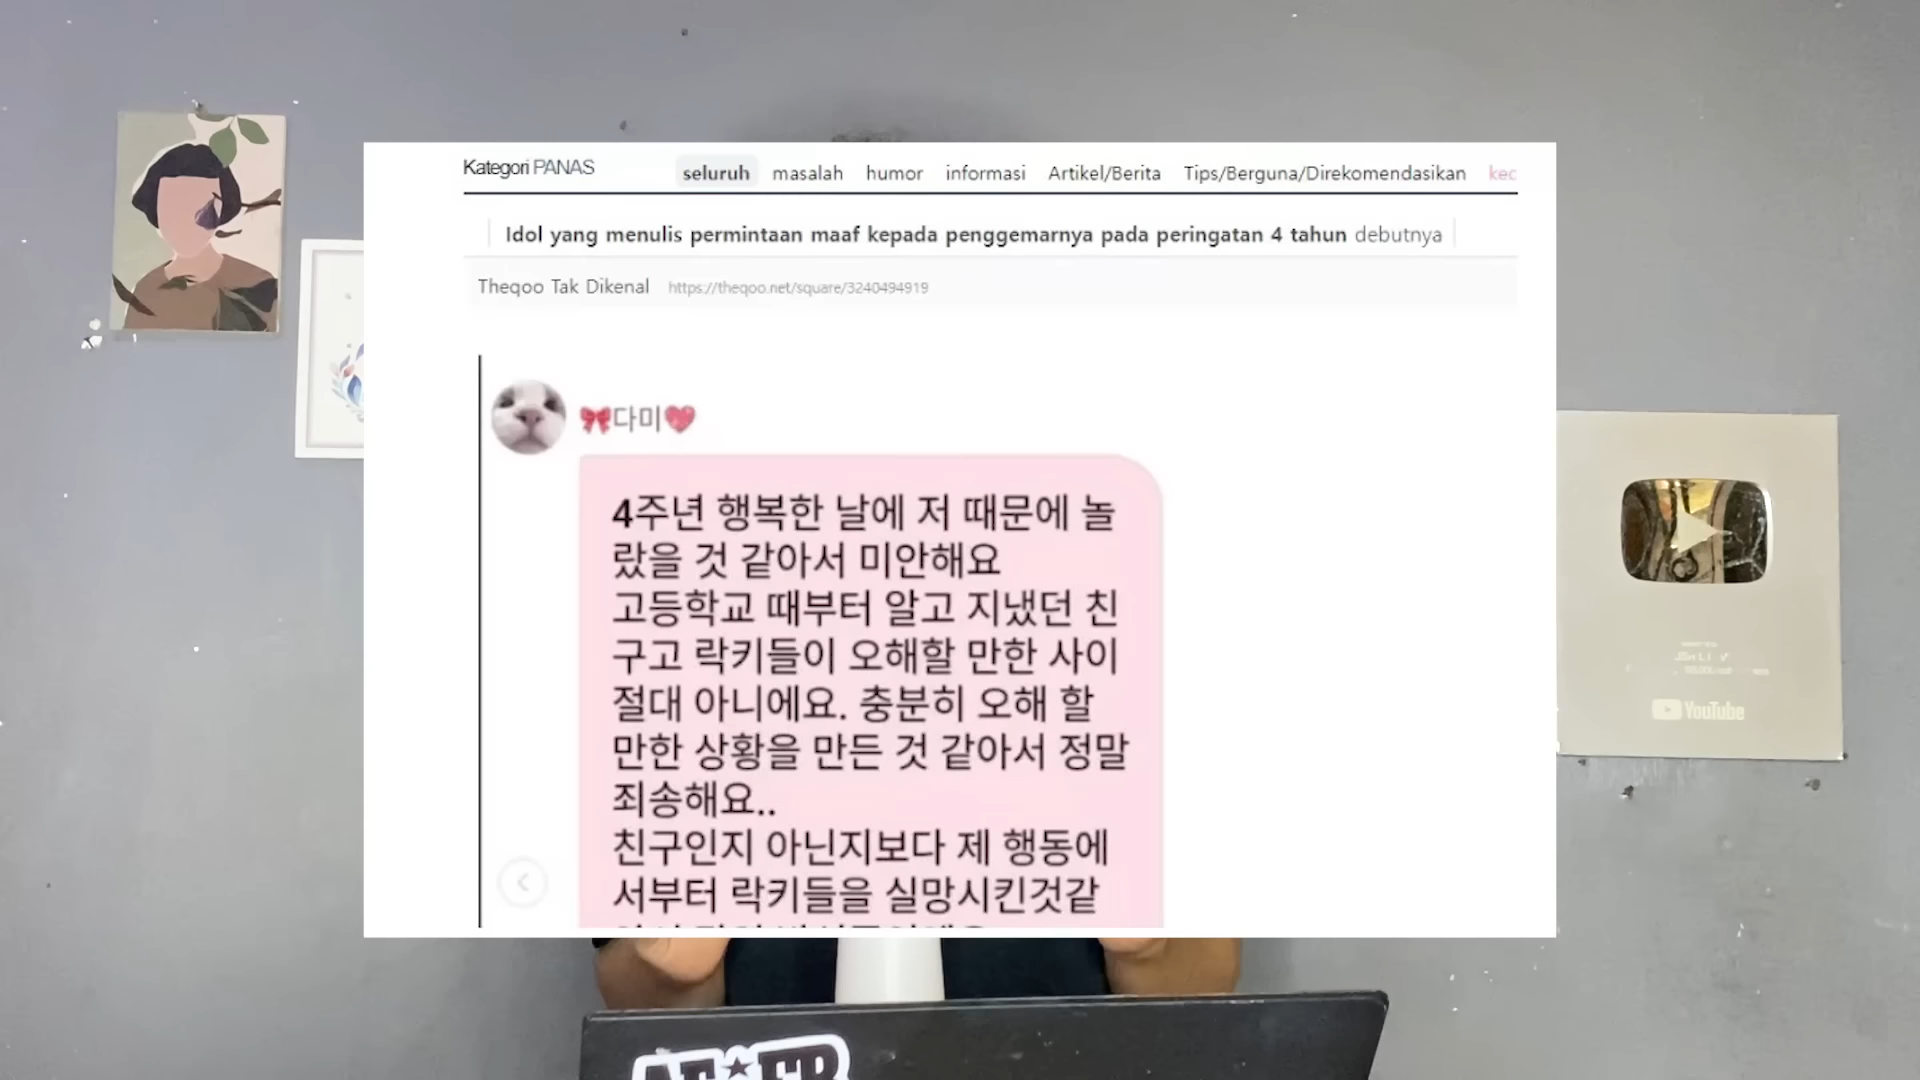 Kategori PANAS
seluruh masalah humor informasi Artikel/Berita Tips/Berguna/Direkomendasikan kec
Idol yang menulis permintaan maaf kepada penggemarnya pada peringatan 4 tahun debutnya
Theqoo Tak Dikenal https://theqoo.net/square/3240494919
🎀다미💖
4주년 행복한 날에 저 때문에 놀
랐을 것 같아서 미안해요
고등학교 때부터 알고 지냈던 친
구고 락키들이 오해할 만한 사이
절대 아니에요. 충분히 오해 할
만한 상황을 만든 것 같아서 정말
죄송해요..
친구인지 아닌지보다 제 행동에
서부터 락키들을 실망시킨것같
YouTube